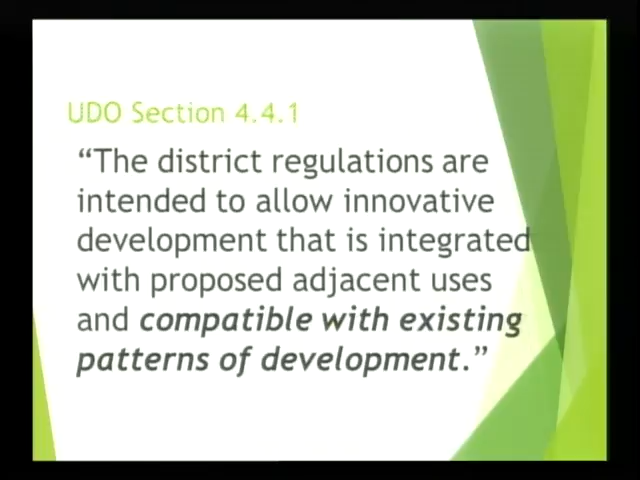 UDO Section 4.4.1
“The district regulations are
intended to allow innovative
development that is integrated
with proposed adjacent uses
and compatible with existing
patterns of development.”